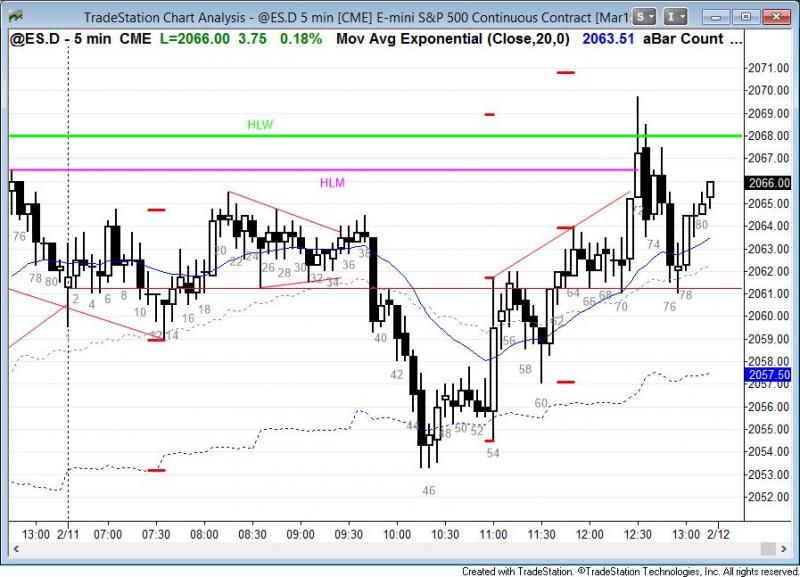 TradeStation Chart Analysis - @ES.D 5 min [CME] E-mini S&P 500 Continuous Contract [Mar1
S I
@ES.D - 5 min CME L=2066.00 3.75 0.18% Mov Avg Exponential (Close,20,0) 2063.51 aBar Count ...
2071.00
2070.00
2069.00
HLW
2068.00
2067.00
HLM
2066.00
2065.00
2064.00
2063.00
2062.00
2061.00
2060.00
2059.00
2058.00
2057.50
2056.00
2055.00
2054.00
2053.00
2052.00
76 78 80 2 4 6 8 10 12 14 16 18 20 22 24 26 28 30 32 34 36 38 40 42 44 46 48 50 52 54 56 58 60 62 64 66 68 70 72 74 76 78 80
13:00 2/11 07:00 07:30 08:00 08:30 09:00 09:30 10:00 10:30 11:00 11:30 12:00 12:30 13:00 2/12
Created with TradeStation. ©TradeStation Technologies, Inc. All rights reserved.